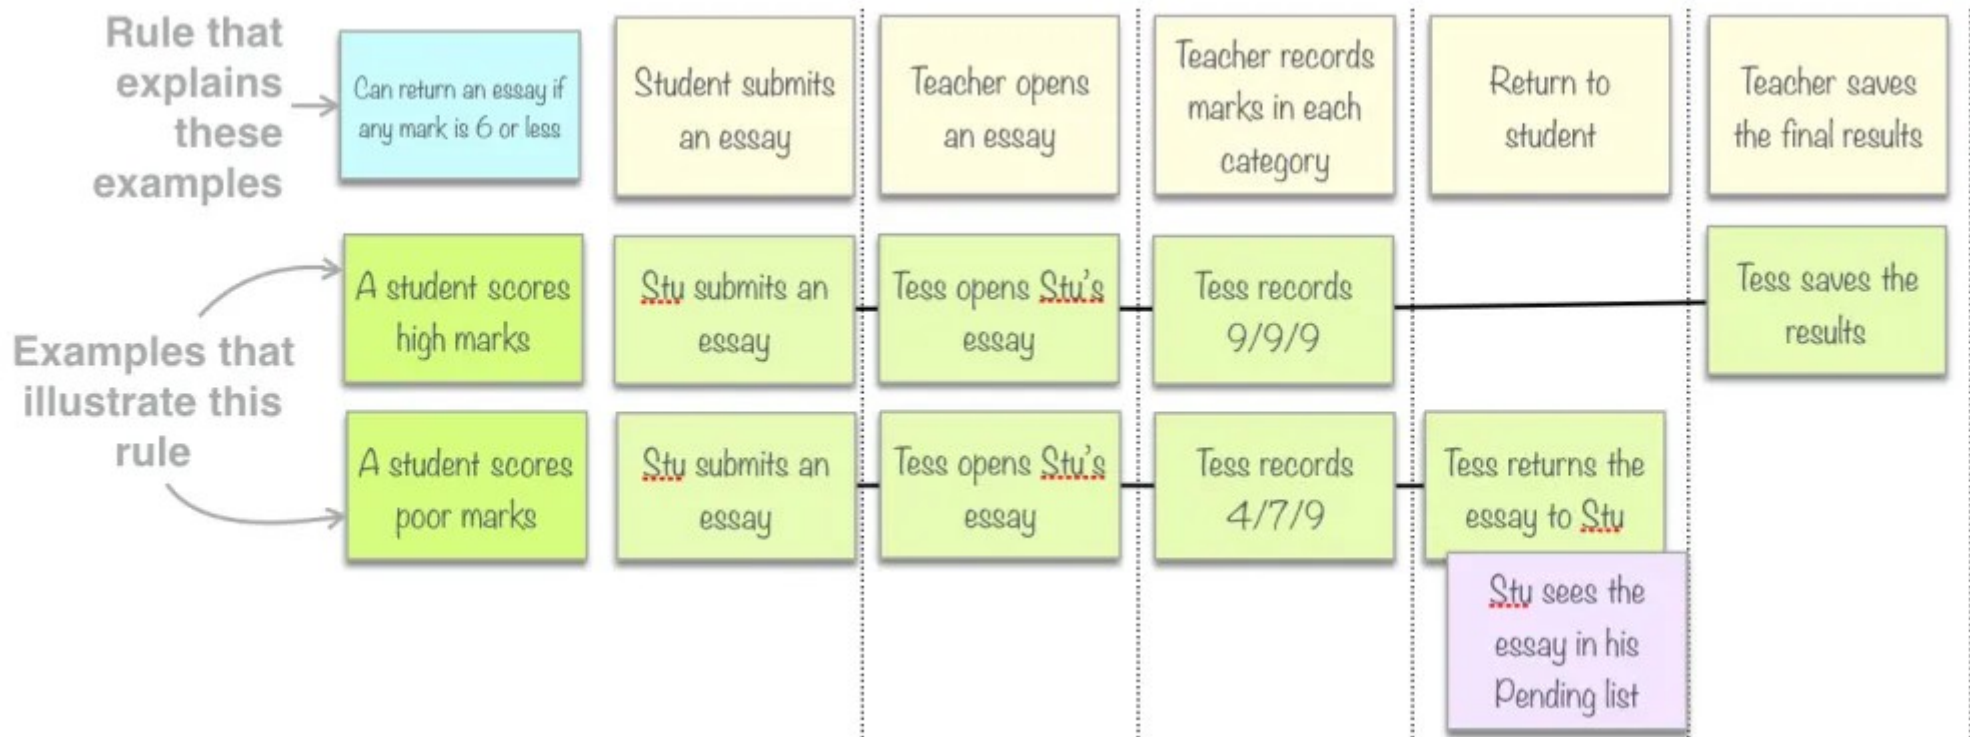 Rule that
explains
these
examples
Can return an essay if
any mark is 6 or less
Student submits
an essay
Teacher opens
an essay
Teacher records
marks in each
category
Return to
student
Teacher saves
the final results
Examples that
illustrate this
rule
A student scores
high marks
Stu submits an
essay
Tess opens Stu's
essay
Tess records
9/9/9
Tess saves the
results
A student scores
poor marks
Stu submits an
essay
Tess opens Stu's
essay
Tess records
4/7/9
Tess returns the
essay to Stu
Stu sees the
essay in his
Pending list